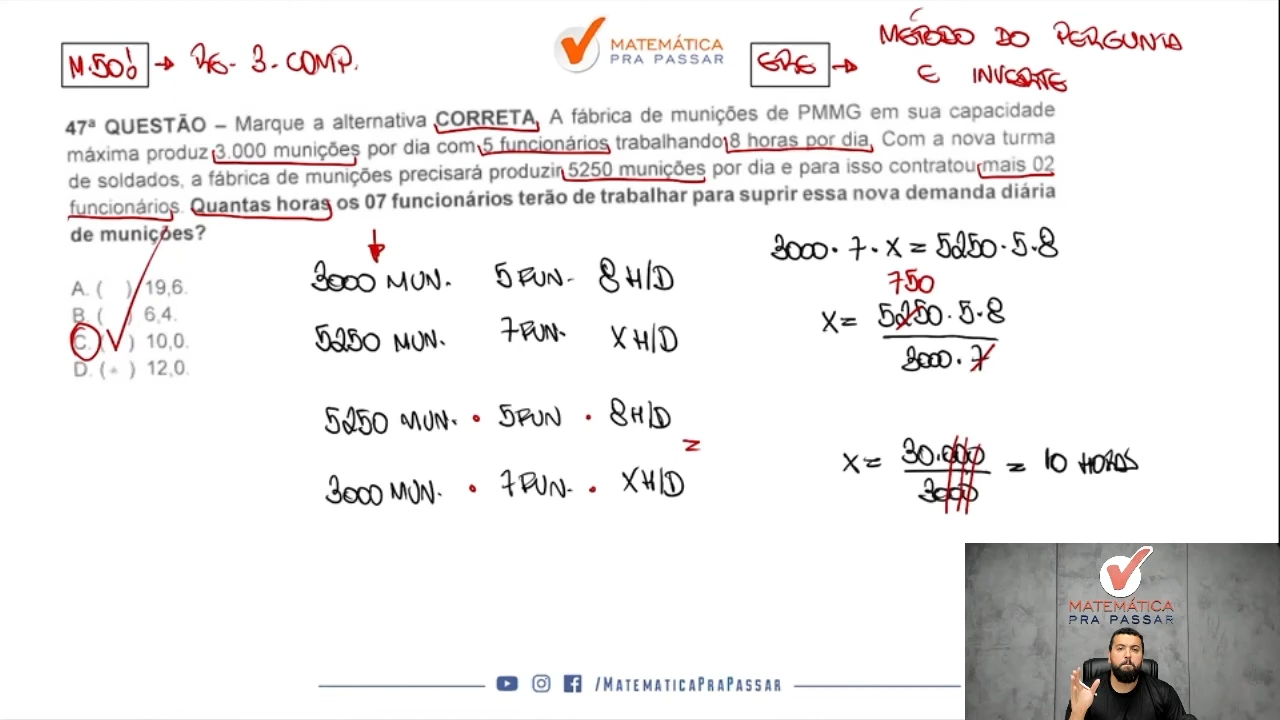 M.50! → RG-3-COMP.
MATEMÁTICA
PRA PASSAR
→ MÉTODO DO PERGUNTA
E INVERTE
47ª QUESTÃO – Marque a alternativa CORRETA. A fábrica de munições de PMMG em sua capacidade
máxima produz 3.000 munições por dia com 5 funcionários trabalhando 8 horas por dia. Com a nova turma
de soldados, a fábrica de munições precisará produzir 5250 munições por dia e para isso contratou mais 02
funcionários. Quantas horas os 07 funcionários terão de trabalhar para suprir essa nova demanda diária
de munições?
A. ( ) 19,6.
B. ( ) 6,4.
C. ( ) 10,0.
D. ( ) 12,0.
3000 MUN. 5 FUN. 8 H/D
5250 MUN. 7 FUN. X H/D
5250 MUN. • 5 FUN • 8 H/D
=
3000 MUN. • 7 FUN. • X H/D
3000 • 7 • X = 5250 • 5 • 8
750
X = 5250 • 5 • 8
3000 • 7
X = 30.000 = 10 HORAS
3000
MATEMÁTICA
PRA PASSAR
/MATEMATICAPRAPASSAR